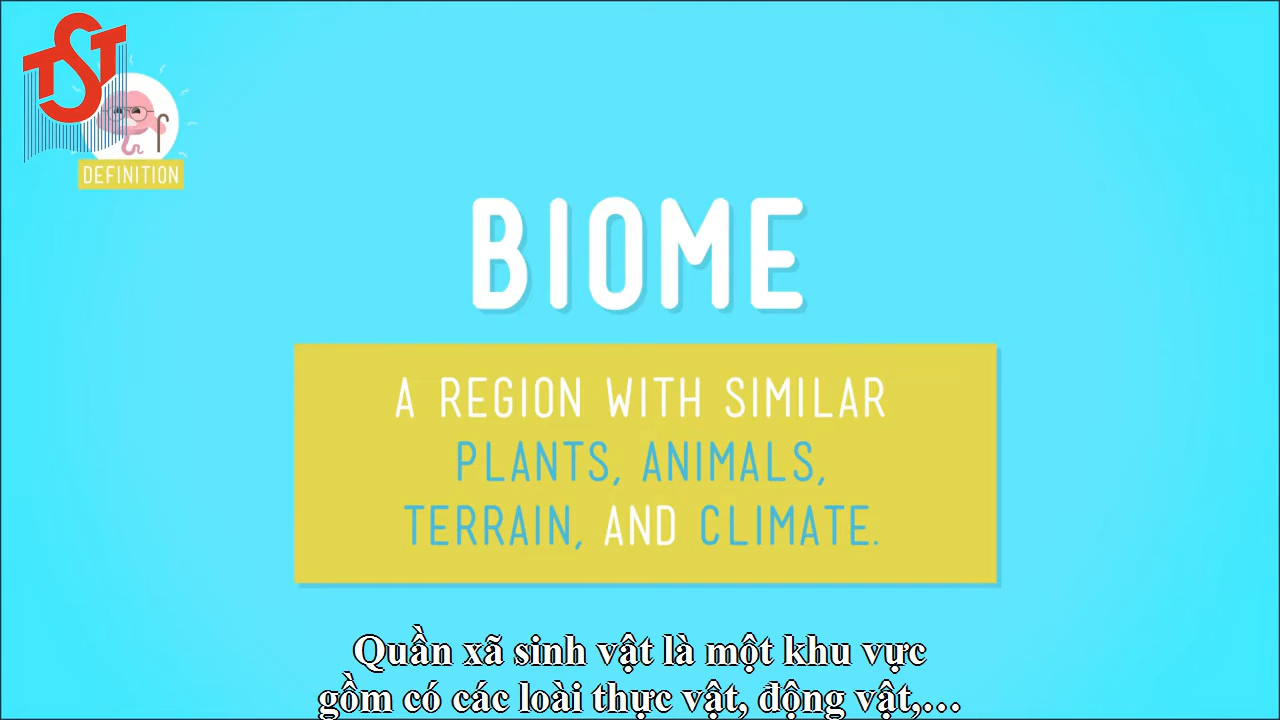 TST
DEFINITION
BIOME
A REGION WITH SIMILAR
PLANTS, ANIMALS,
TERRAIN, AND CLIMATE.
Quần xã sinh vật là một khu vực
gồm có các loài thực vật, động vật,...